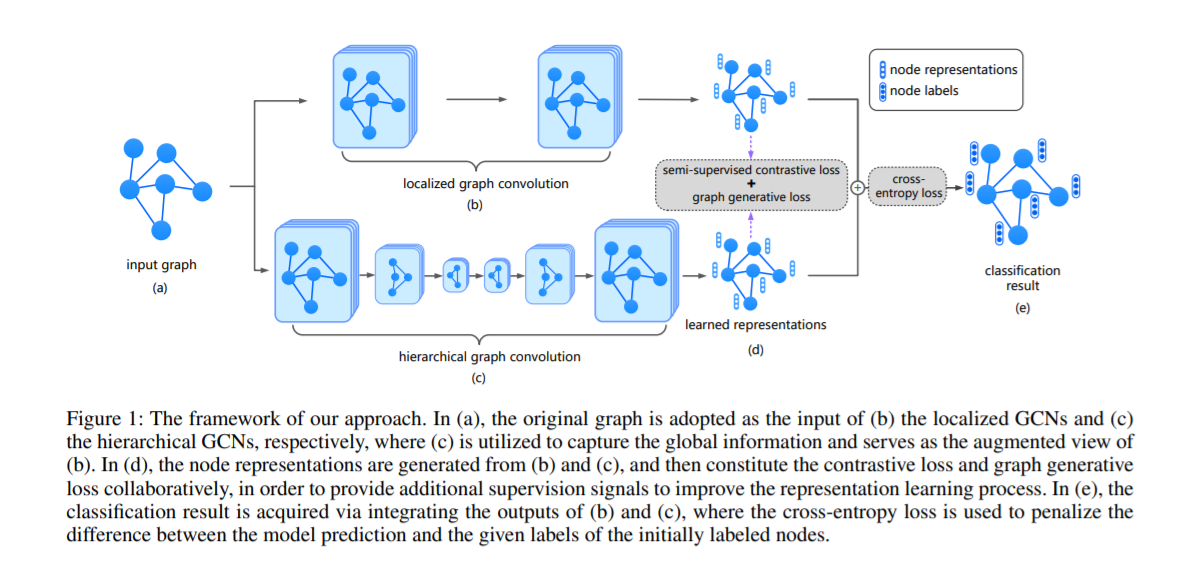 node representations
node labels
localized graph convolution
(b)
semi-supervised contrastive loss
+
graph generative loss
+
cross-
entropy loss
input graph
(a)
classification
result
(e)
learned representations
(d)
hierarchical graph convolution
(c)
Figure 1: The framework of our approach. In (a), the original graph is adopted as the input of (b) the localized GCNs and (c)
the hierarchical GCNs, respectively, where (c) is utilized to capture the global information and serves as the augmented view of
(b). In (d), the node representations are generated from (b) and (c), and then constitute the contrastive loss and graph generative
loss collaboratively, in order to provide additional supervision signals to improve the representation learning process. In (e), the
classification result is acquired via integrating the outputs of (b) and (c), where the cross-entropy loss is used to penalize the
difference between the model prediction and the given labels of the initially labeled nodes.